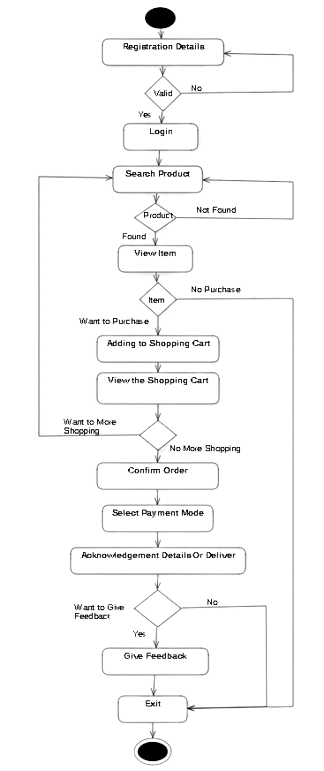 Registration Details
Valid
No
Yes
Login
Search Product
Product
Not Found
Found
View Item
Item
No Purchase
Want to Purchase
Adding to Shopping Cart
View the Shopping Cart
Want to More
Shopping
No More Shopping
Confirm Order
Select Payment Mode
Acknowledgement Details Or Deliver
Want to Give
Feedback
No
Yes
Give Feedback
Exit